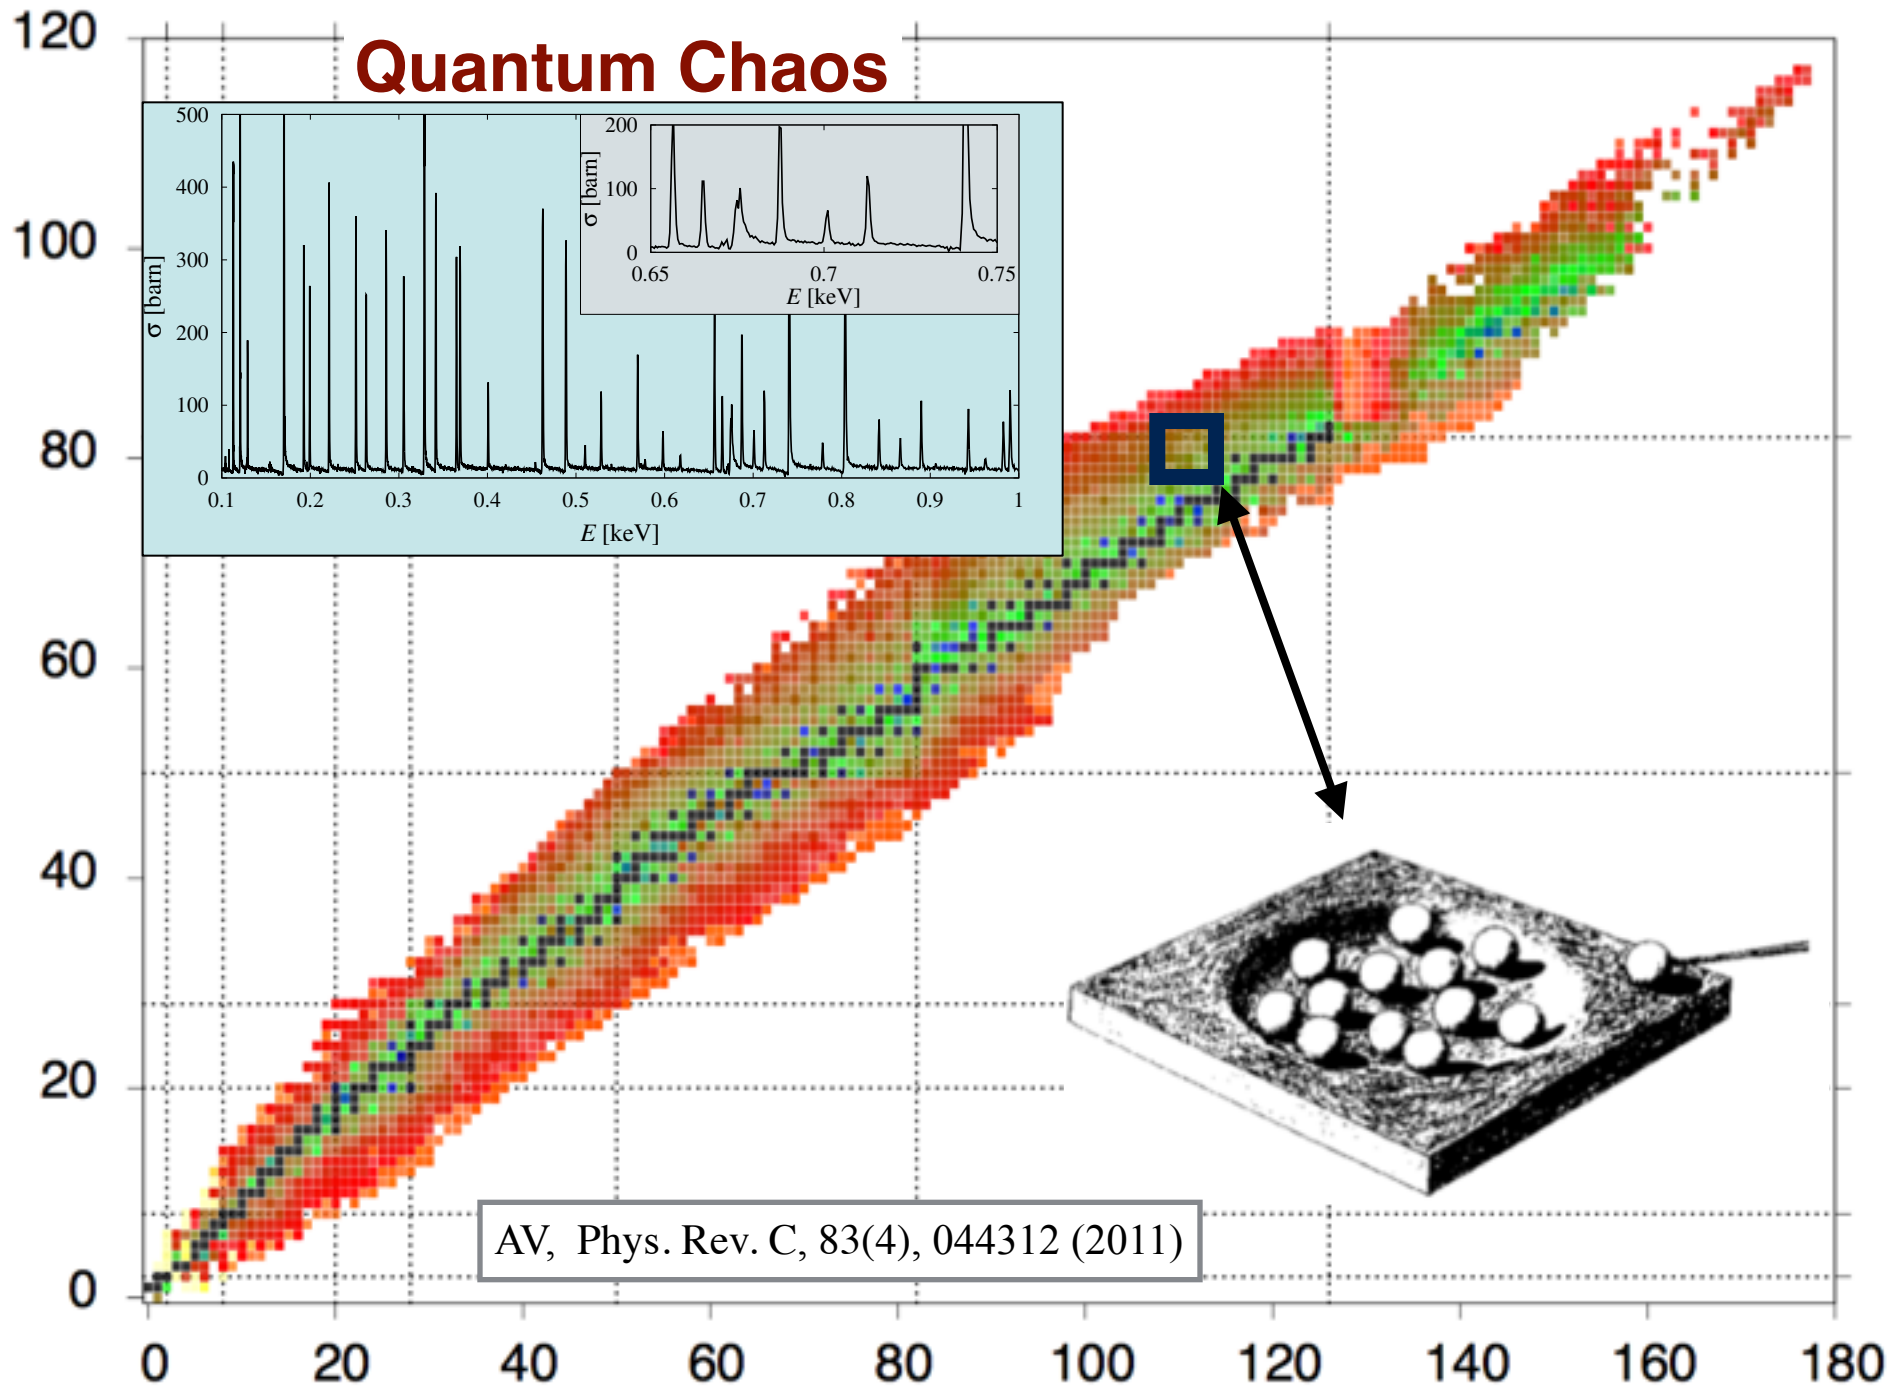 Quantum Chaos
120
100
80
60
40
20
0
500
400
300
200
100
0
σ [barn]
0.1 0.2 0.3 0.4 0.5 0.6 0.7 0.8 0.9 1
E [keV]
200
100
0
σ [barn]
0.65 0.7 0.75
E [keV]
AV, Phys. Rev. C, 83(4), 044312 (2011)
0 20 40 60 80 100 120 140 160 180